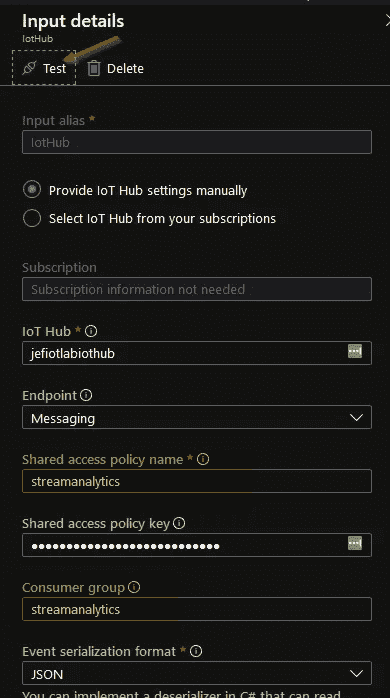 Input details
IotHub
Test Delete
Input alias *
IotHub
Provide IoT Hub settings manually
Select IoT Hub from your subscriptions
Subscription
Subscription information not needed
IoT Hub *
jefiotlabiothub
Endpoint
Messaging
Shared access policy name *
streamanalytics
Shared access policy key
••••••••••••••••••••••••••••
Consumer group
streamanalytics
Event serialization format *
JSON
You can implement a deserializer in C# that can read